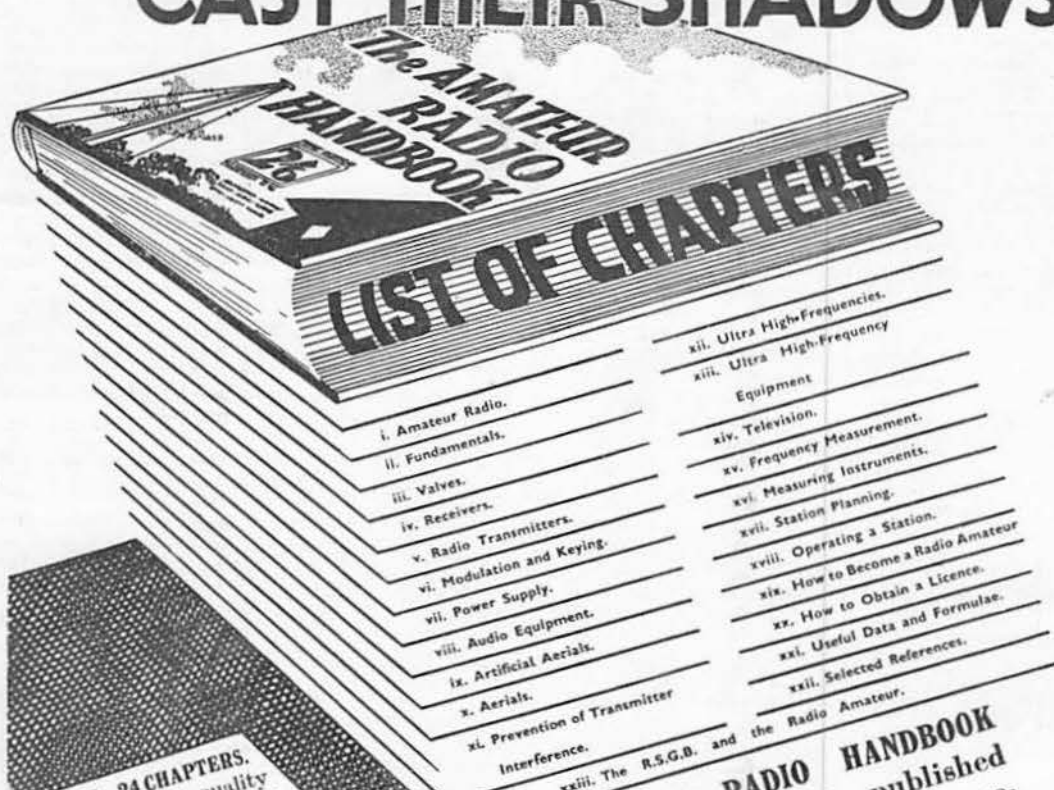 CAST THEIR SHADOWS
The AMATEUR
RADIO
HANDBOOK
2/6
LIST OF CHAPTERS
i. Amateur Radio.
ii. Fundamentals.
iii. Valves.
iv. Receivers.
v. Radio Transmitters.
vi. Modulation and Keying.
vii. Power Supply.
viii. Audio Equipment.
ix. Artificial Aerials.
x. Aerials.
xi. Prevention of Transmitter
Interference.
xii. Ultra High-Frequencies.
xiii. Ultra High-Frequency
Equipment
xiv. Television.
xv. Frequency Measurement.
xvi. Measuring Instruments.
xvii. Station Planning.
xviii. Operating a Station.
xix. How to Become a Radio Amateur
xx. How to Obtain a Licence.
xxi. Useful Data and Formulae.
xxii. Selected References.
xxiii. The R.S.G.B. and the Radio Amateur.
24 CHAPTERS.
RADIO HANDBOOK
published